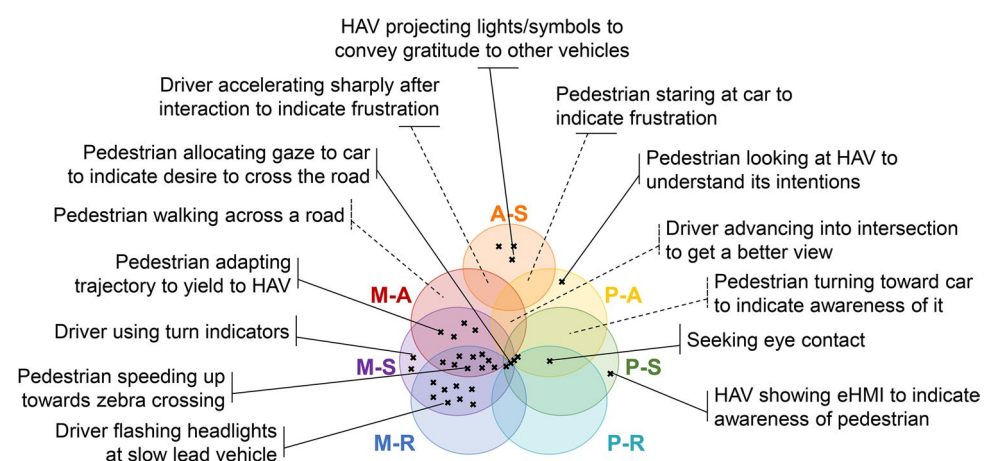 HAV projecting lights/symbols to
convey gratitude to other vehicles
Driver accelerating sharply after
interaction to indicate frustration
Pedestrian staring at car to
indicate frustration
Pedestrian allocating gaze to car
to indicate desire to cross the road
Pedestrian looking at HAV to
understand its intentions
Pedestrian walking across a road
A-S
Driver advancing into intersection
to get a better view
Pedestrian adapting
trajectory to yield to HAV
M-A
P-A
Pedestrian turning toward car
to indicate awareness of it
Driver using turn indicators
Seeking eye contact
M-S
P-S
Pedestrian speeding up
towards zebra crossing
HAV showing eHMI to indicate
awareness of pedestrian
Driver flashing headlights
at slow lead vehicle
M-R
P-R